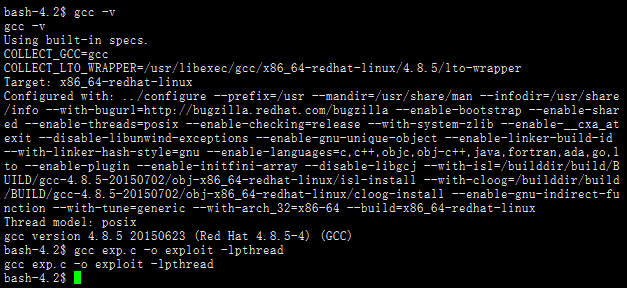 bash-4.2$ gcc -v
gcc -v
Using built-in specs.
COLLECT_GCC=gcc
COLLECT_LTO_WRAPPER=/usr/libexec/gcc/x86_64-redhat-linux/4.8.5/lto-wrapper
Target: x86_64-redhat-linux
Configured with: ../configure --prefix=/usr --mandir=/usr/share/man --infodir=/usr/share
/info --with-bugurl=http://bugzilla.redhat.com/bugzilla --enable-bootstrap --enable-shar
ed --enable-threads=posix --enable-checking=release --with-system-zlib --enable-__cxa_at
exit --disable-libunwind-exceptions --enable-gnu-unique-object --enable-linker-build-id
--with-linker-hash-style=gnu --enable-languages=c,c++,objc,obj-c++,java,fortran,ada,go,l
to --enable-plugin --enable-initfini-array --disable-libgcj --with-isl=/builddir/build/B
UILD/gcc-4.8.5-20150702/obj-x86_64-redhat-linux/isl-install --with-cloog=/builddir/build
/BUILD/gcc-4.8.5-20150702/obj-x86_64-redhat-linux/cloog-install --enable-gnu-indirect-fu
nction --with-tune=generic --with-arch_32=x86-64 --build=x86_64-redhat-linux
Thread model: posix
gcc version 4.8.5 20150623 (Red Hat 4.8.5-4) (GCC)
bash-4.2$ gcc exp.c -o exploit -lpthread
gcc exp.c -o exploit -lpthread
bash-4.2$